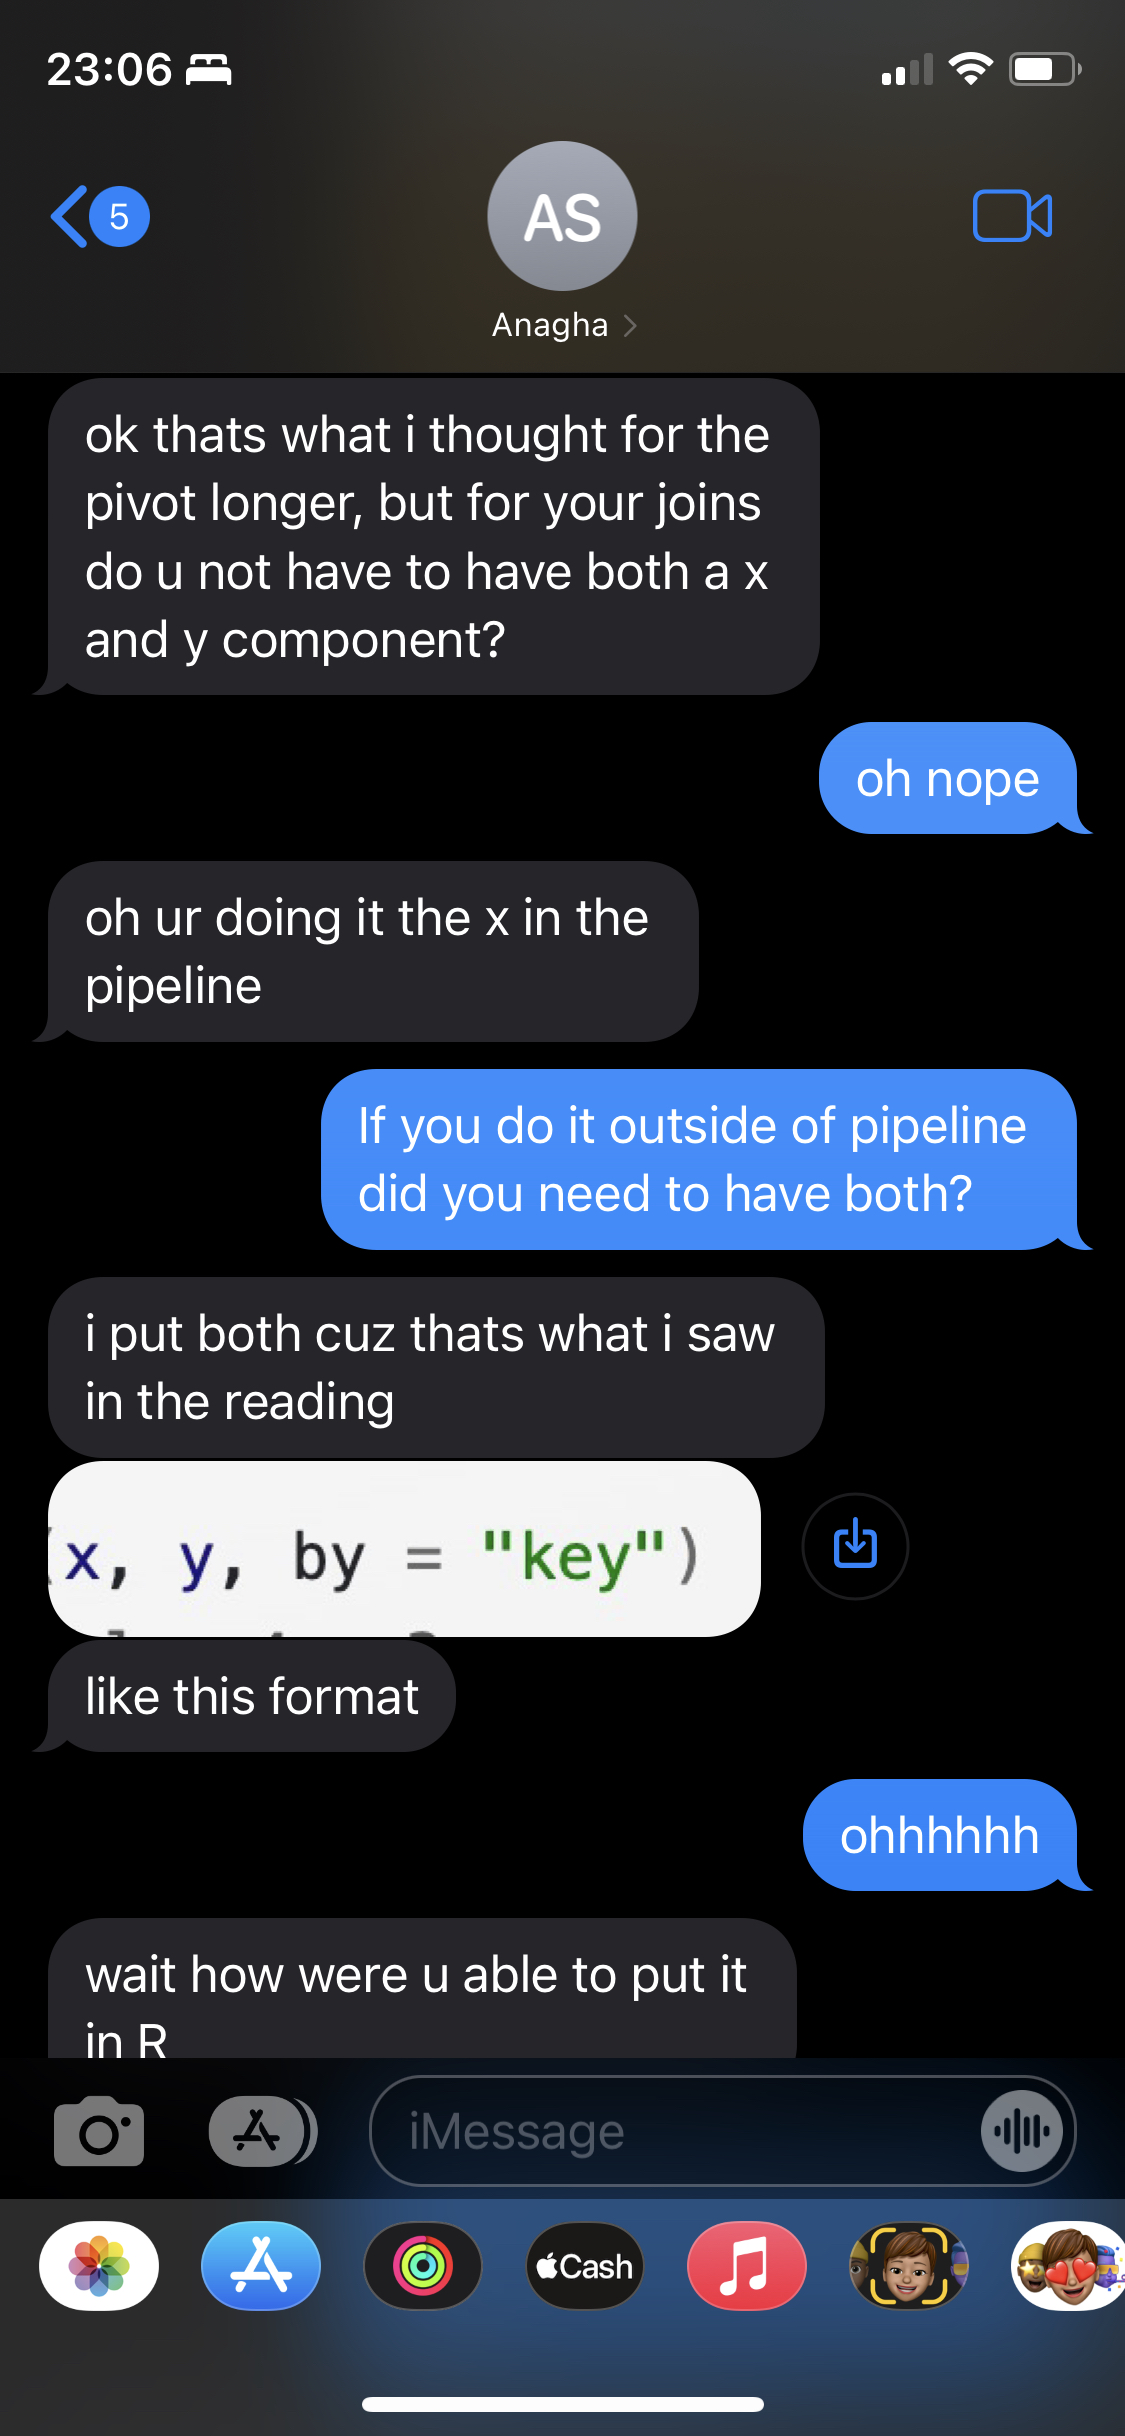 23:06
5
AS
Anagha
ok thats what i thought for the
pivot longer, but for your joins
do u not have to have both a x
and y component?
oh nope
oh ur doing it the x in the
pipeline
If you do it outside of pipeline
did you need to have both?
i put both cuz thats what i saw
in the reading
(x, y, by = "key")
like this format
ohhhhhh
wait how were u able to put it
in R
iMessage
Cash